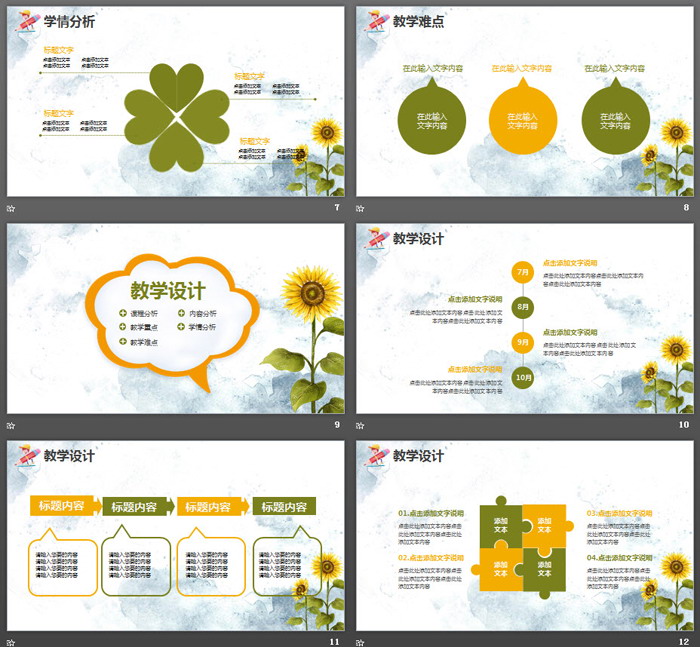 学情分析
标题文字
点击添加文本 点击添加文本
点击添加文本 点击添加文本
标题文字
点击添加文本 点击添加文本
点击添加文本 点击添加文本
标题文字
点击添加文本 点击添加文本
点击添加文本 点击添加文本
标题文字
点击添加文本 点击添加文本
点击添加文本 点击添加文本
7
教学难点
在此输入文字内容 在此输入文字内容 在此输入文字内容
在此输入 在此输入 在此输入
文字内容 文字内容 文字内容
8
教学设计
课程分析 内容分析
教学重点 学情分析
教学难点
9
教学设计
7月
点击添加文字说明
点击此处添加文本内容点击此处添加文本内
容点击此处添加文本内容
8月
点击添加文字说明
点击此处添加文本内容点击此处添加文
本内容点击此处添加文本内容
9月
点击添加文字说明
点击此处添加文本内容点击此处添加文
本内容点击此处添加文本内容
10月
点击添加文字说明
点击此处添加文本内容点击此处添加文
本内容点击此处添加文本内容
10
教学设计
标题内容 标题内容 标题内容 标题内容
请输入您要的内容 请输入您要的内容 请输入您要的内容 请输入您要的内容
请输入您要的内容 请输入您要的内容 请输入您要的内容 请输入您要的内容
请输入您要的内容 请输入您要的内容 请输入您要的内容 请输入您要的内容
请输入您要的内容 请输入您要的内容 请输入您要的内容 请输入您要的内容
11
教学设计
01.点击添加文字说明
点击此处添加文本内容点击
此处添加文本内容点击此处
添加文本内容
02.点击添加文字说明
点击此处添加文本内容点击
此处添加文本内容点击此处
添加文本内容
添加 添加
文本 文本
添加 添加
文本 文本
03.点击添加文字说明
点击此处添加文本内容点击
此处添加文本内容点击此处
添加文本内容
04.点击添加文字说明
点击此处添加文本内容点击
此处添加文本内容点击此处
添加文本内容
12